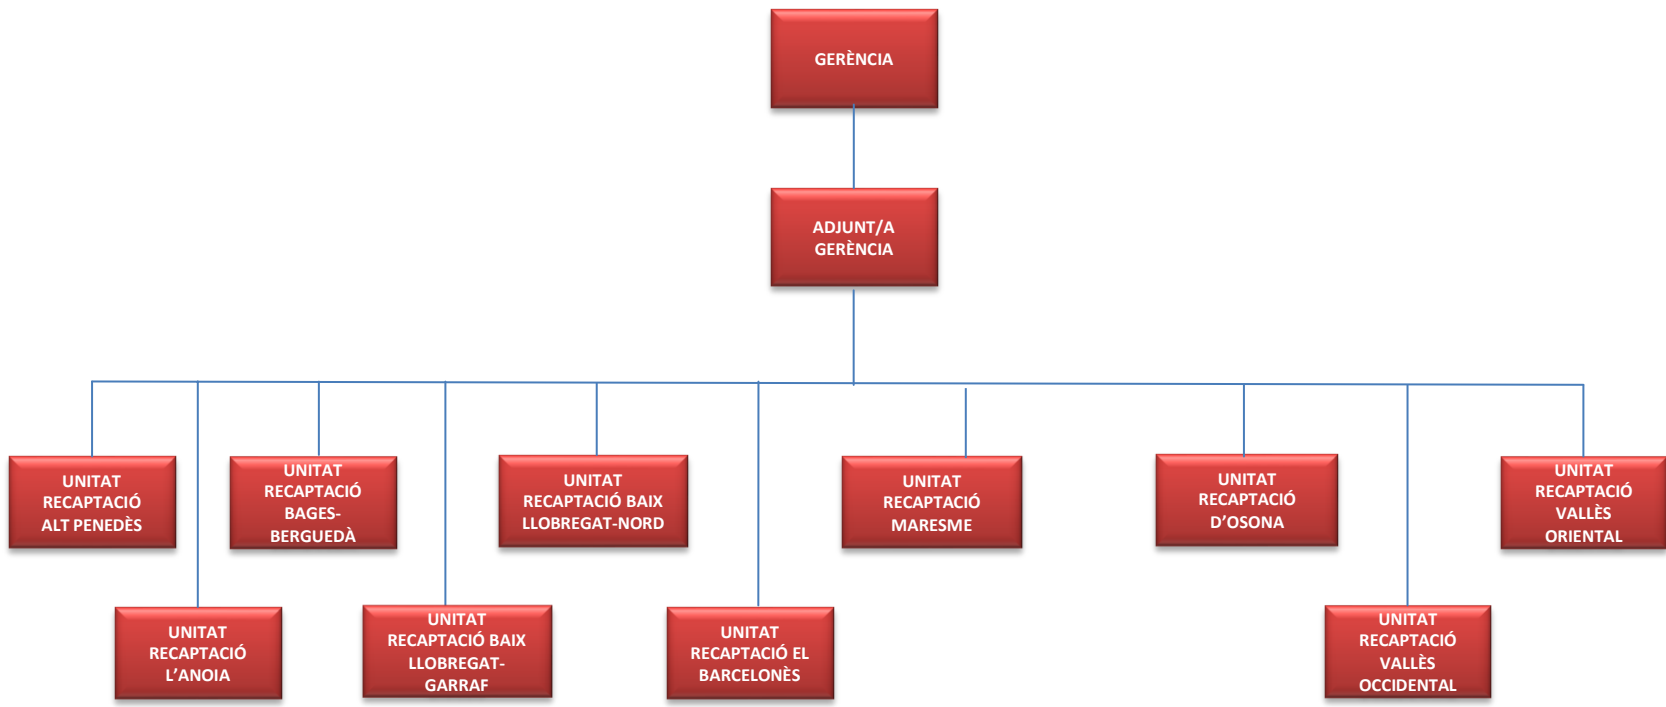 GERÈNCIA
ADJUNT/A
GERÈNCIA
UNITAT
RECAPTACIÓ
ALT PENEDÈS
UNITAT
RECAPTACIÓ
BAGES-
BERGUEDÀ
UNITAT
RECAPTACIÓ BAIX
LLOBREGAT-NORD
UNITAT
RECAPTACIÓ
MARESME
UNITAT
RECAPTACIÓ
D’OSONA
UNITAT
RECAPTACIÓ
VALLÈS
ORIENTAL
UNITAT
RECAPTACIÓ
L’ANOIA
UNITAT
RECAPTACIÓ BAIX
LLOBREGAT-
GARRAF
UNITAT
RECAPTACIÓ EL
BARCELONÈS
UNITAT
RECAPTACIÓ
VALLÈS
OCCIDENTAL